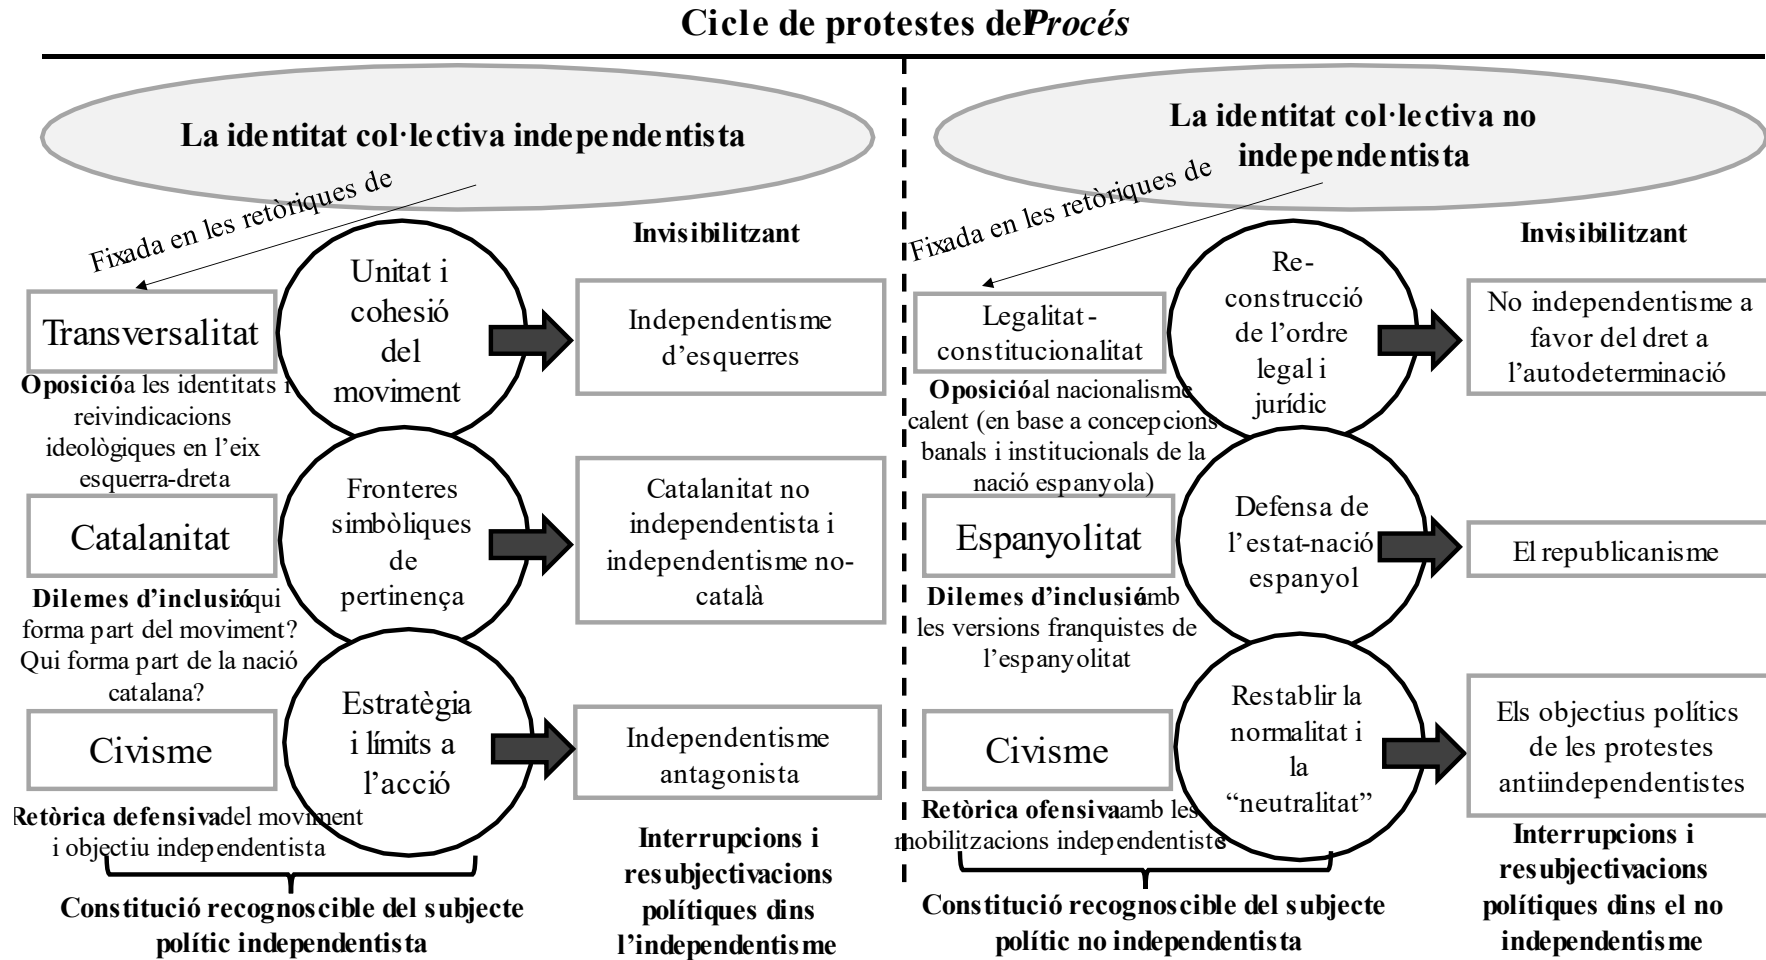 Cicle de protestes del Procés
La identitat col·lectiva independentista
Fixada en les retòriques de
Invisibilitzant
Transversalitat
Oposició a les identitats i
reivindicacions
ideològiques en l’eix
esquerra-dreta
Unitat i
cohesió
del
moviment
Independentisme
d’esquerres
Catalanitat
Dilemes d’inclusió: qui
forma part del moviment?
Qui forma part de la nació
catalana?
Fronteres
simbòliques
de
pertinença
Catalanitat no
independentista i
independentisme no-
català
Civisme
Retòrica defensiva del moviment
i objectiu independentista
Estratègia
i límits a
l’acció
Independentisme
antagonista
Constitució recognoscible del subjecte
polític independentista
Interrupcions i
resubjectivacions
polítiques dins
l’independentisme
La identitat col·lectiva no
independentista
Fixada en les retòriques de
Invisibilitzant
Legalitat-
constitucionalitat
Oposició al nacionalisme
calent (en base a concepcions
banals i institucionals de la
nació espanyola)
Re-
construcció
de l’ordre
legal i
jurídic
No independentisme a
favor del dret a
l’autodeterminació
Espanyolitat
Dilemes d’inclusió amb
les versions franquistes de
l’espanyolitat
Defensa de
l’estat-nació
espanyol
El republicanisme
Civisme
Retòrica ofensiva amb les
mobilitzacions independentists
Restablir la
normalitat i
la
“neutralitat”
Els objectius polítics
de les protestes
antiindependentistes
Constitució recognoscible del subjecte
polític no independentista
Interrupcions i
resubjectivacions
polítiques dins el no
independentisme